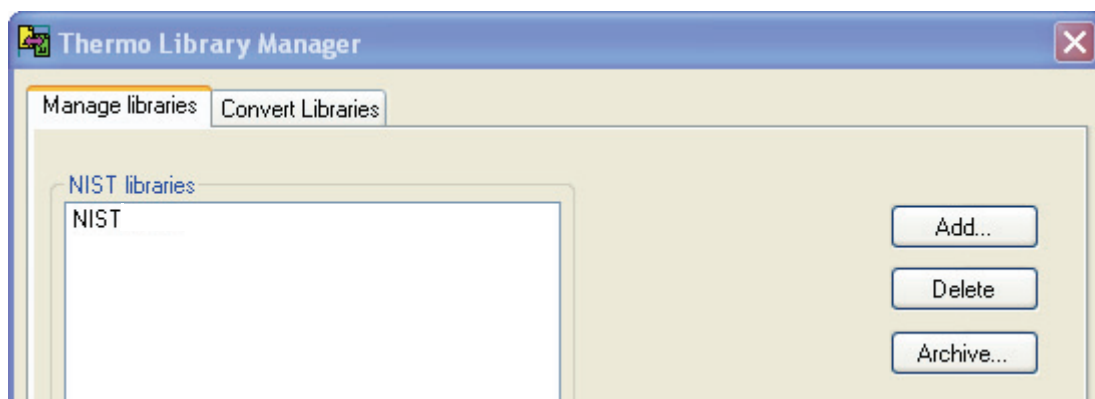 Thermo Library Manager
Manage libraries Convert Libraries
NIST libraries
NIST
Add...
Delete
Archive...